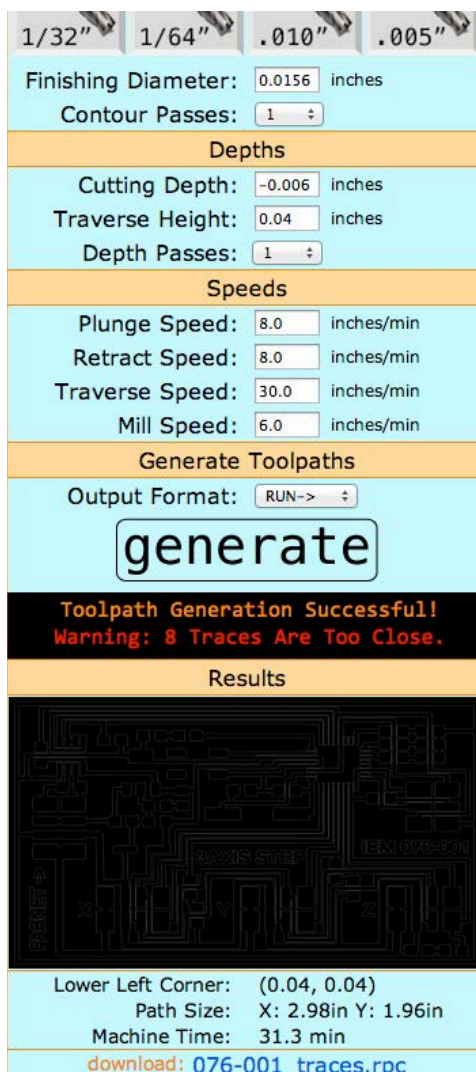 1/32" 1/64" .010" .005"
Finishing Diameter: 0.0156 inches
Contour Passes: 1
Depths
Cutting Depth: -0.006 inches
Traverse Height: 0.04 inches
Depth Passes: 1
Speeds
Plunge Speed: 8.0 inches/min
Retract Speed: 8.0 inches/min
Traverse Speed: 30.0 inches/min
Mill Speed: 6.0 inches/min
Generate Toolpaths
Output Format: RUN->
generate
Toolpath Generation Successful!
Warning: 8 Traces Are Too Close.
Results
3AXIS STEP
IEM 076-001
FABNET->
X Y Z
Lower Left Corner: (0.04, 0.04)
Path Size: X: 2.98in Y: 1.96in
Machine Time: 31.3 min
download: 076-001_traces.rpc